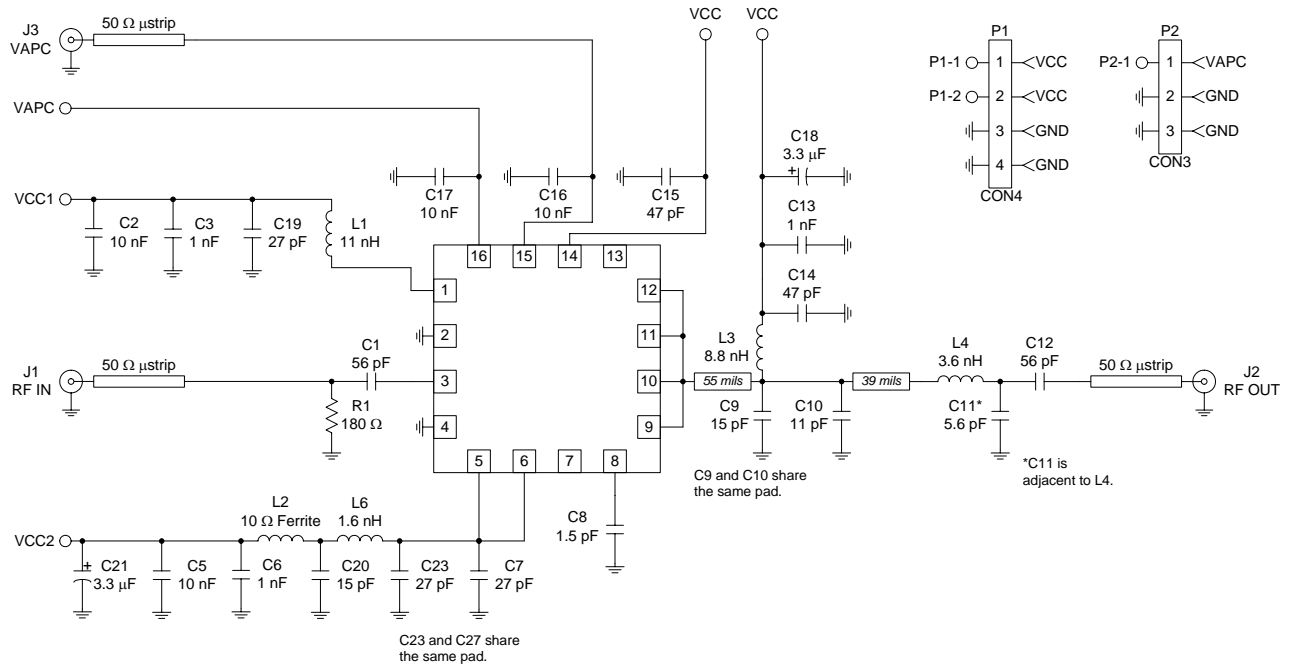 J3
VAPC
50 Ω μstrip
VAPC
VCC1
C2
10 nF
C3
1 nF
C19
27 pF
L1
11 nH
C17
10 nF
C16
10 nF
C15
47 pF
VCC
VCC
C18
3.3 μF
+
C13
1 nF
C14
47 pF
L3
8.8 nH
P1
P1-1
1
VCC
P1-2
2
VCC
3
GND
4
GND
CON4
P2
P2-1
1
VAPC
2
GND
3
GND
CON3
16
15
14
13
1
2
3
4
12
11
10
9
5
6
7
8
J1
RF IN
50 Ω μstrip
C1
56 pF
R1
180 Ω
55 mils
C9
15 pF
C10
11 pF
39 mils
L4
3.6 nH
C11*
5.6 pF
C12
56 pF
50 Ω μstrip
J2
RF OUT
C9 and C10 share
the same pad.
*C11 is
adjacent to L4.
VCC2
+
C21
3.3 μF
C5
10 nF
C6
1 nF
L2
10 Ω Ferrite
C20
15 pF
L6
1.6 nH
C23
27 pF
C7
27 pF
C8
1.5 pF
C23 and C27 share
the same pad.